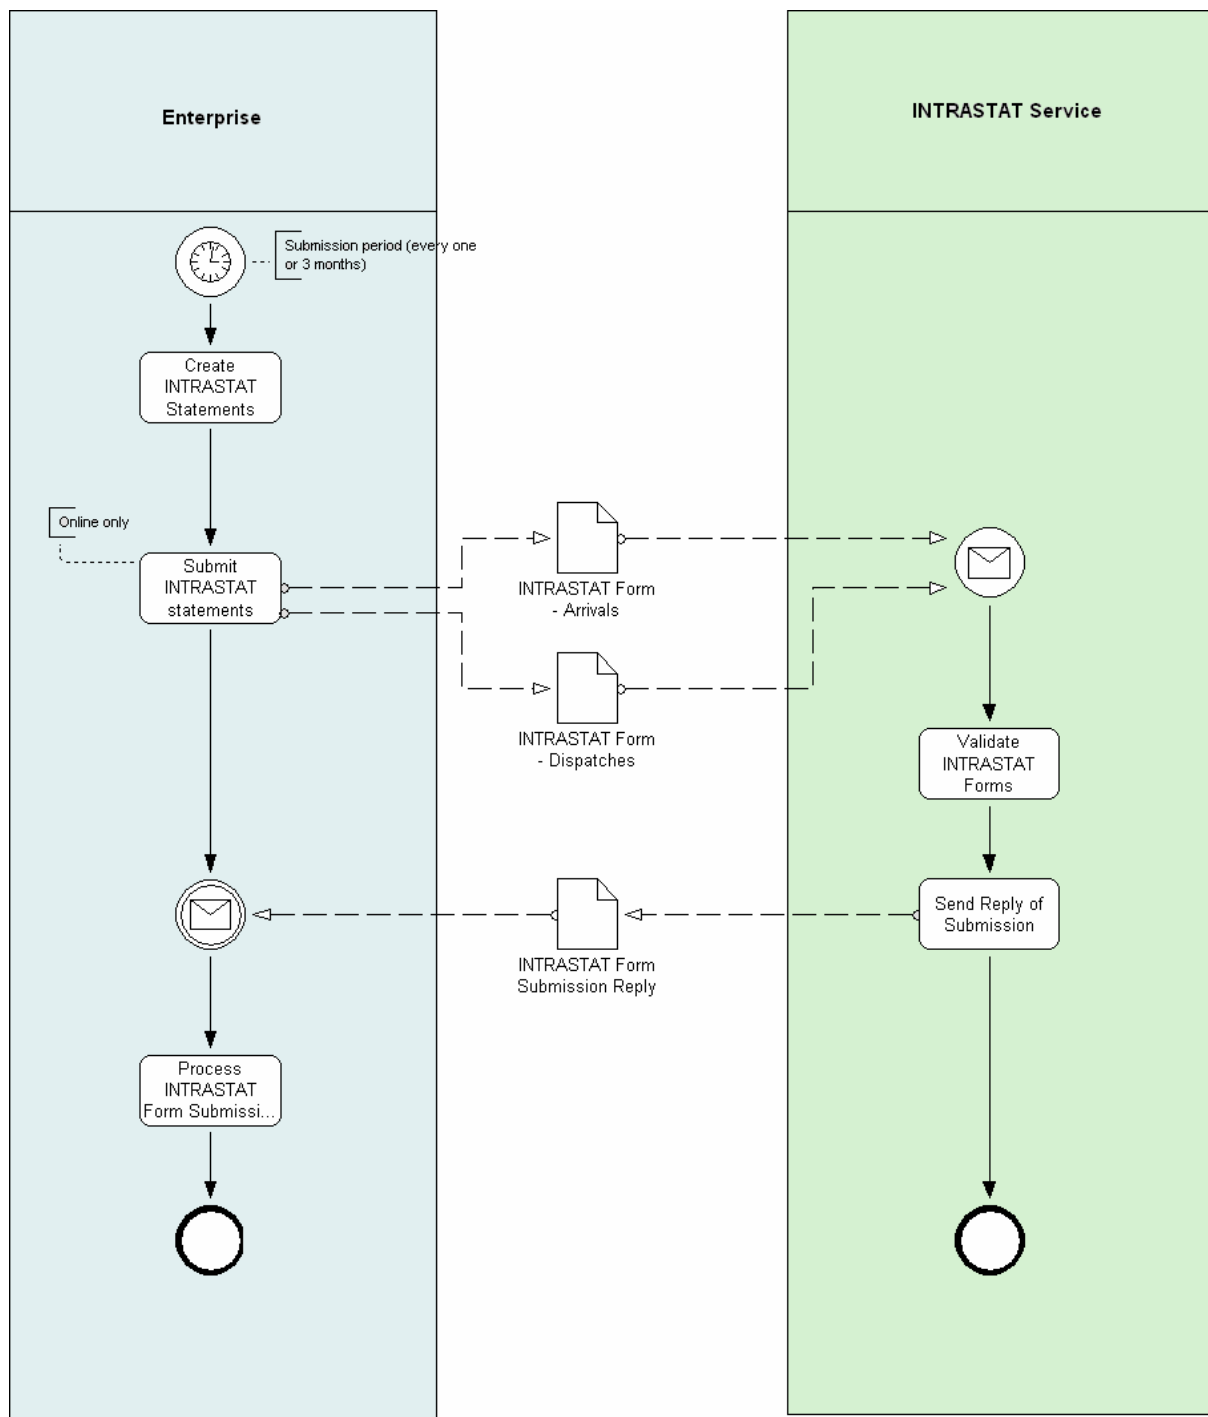 Enterprise
INTRASTAT Service
Submission period (every one
or 3 months)
Create
INTRASTAT
Statements
Online only
Submit
INTRASTAT
statements
INTRASTAT Form
- Arrivals
INTRASTAT Form
- Dispatches
Validate
INTRASTAT
Forms
Send Reply of
Submission
INTRASTAT Form
Submission Reply
Process
INTRASTAT
Form Submissi...